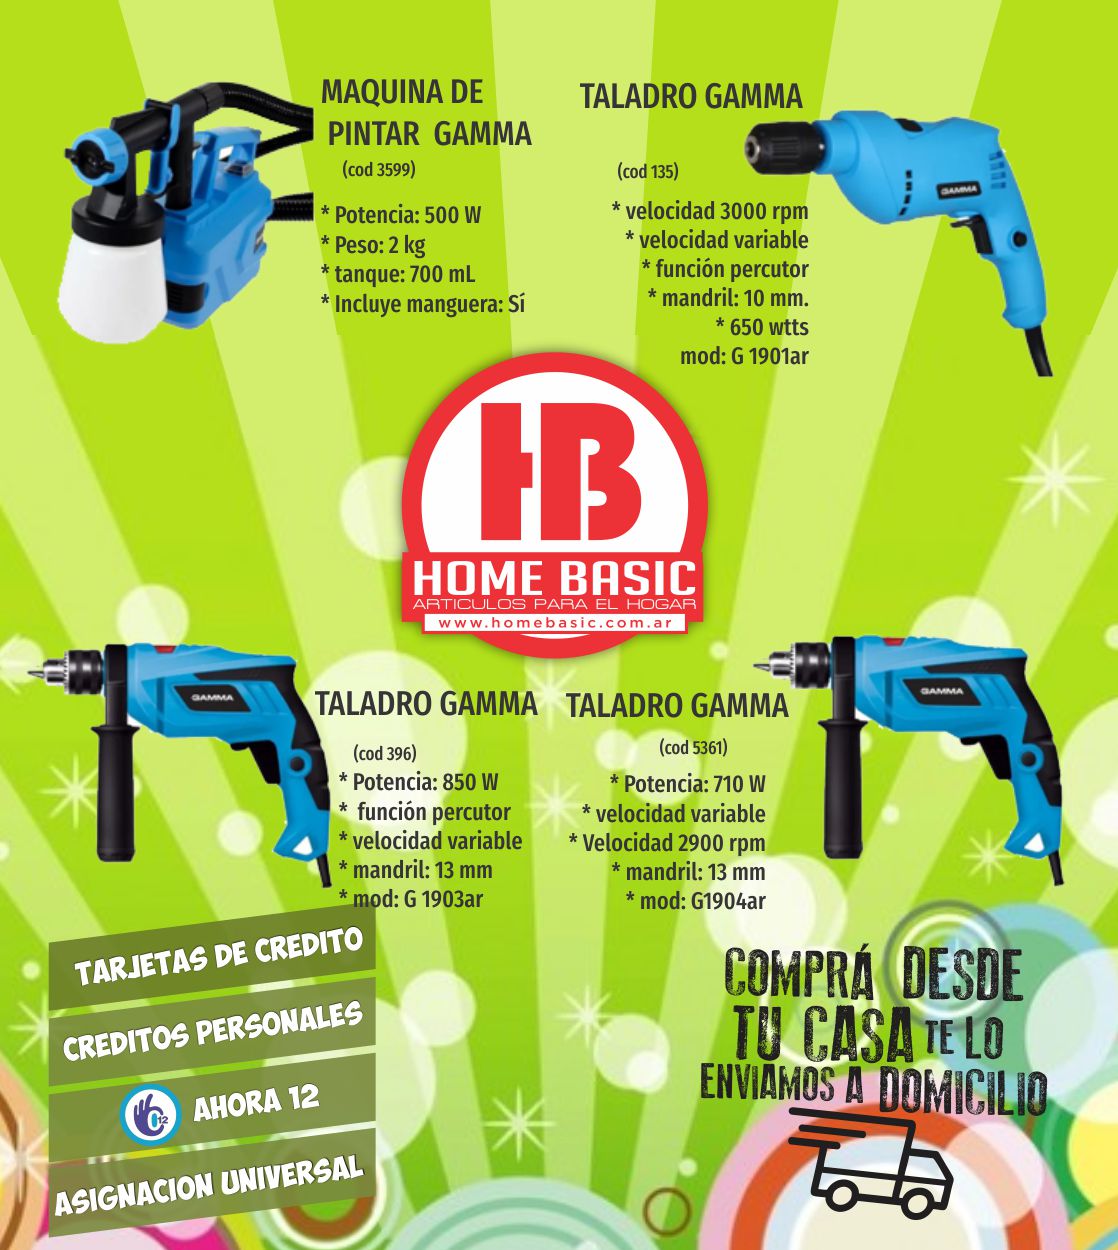 MAQUINA DE
PINTAR GAMMA
(cod 3599)
* Potencia: 500 W
* Peso: 2 kg
* tanque: 700 mL
* Incluye manguera: Sí
TALADRO GAMMA
(cod 135)
* velocidad 3000 rpm
* velocidad variable
* función percutor
* mandril: 10 mm.
* 650 wtts
mod: G 1901ar
GAMMA
HB
HOME BASIC
ARTICULOS PARA EL HOGAR
www.homebasic.com.ar
GAMMA
TALADRO GAMMA
(cod 396)
* Potencia: 850 W
* función percutor
* velocidad variable
* mandril: 13 mm
* mod: G 1903ar
TALADRO GAMMA
(cod 5361)
* Potencia: 710 W
* velocidad variable
* Velocidad 2900 rpm
* mandril: 13 mm
* mod: G1904ar
GAMMA
TARJETAS DE CREDITO
CREDITOS PERSONALES
12 AHORA 12
ASIGNACION UNIVERSAL
COMPRÁ DESDE
TU CASA TE LO
ENVIAMOS A DOMICILIO